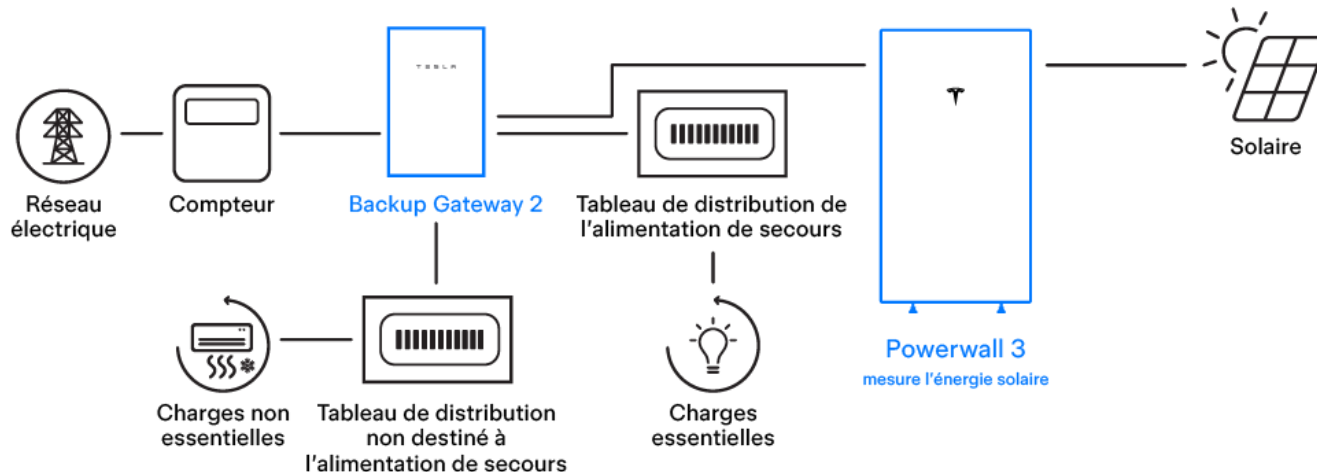 TESLA
Solaire
Réseau
électrique
Compteur
Backup Gateway 2
Tableau de distribution de
l'alimentation de secours
Powerwall 3
mesure l'énergie solaire
Charges non
essentielles
Tableau de distribution
non destiné à
l'alimentation de secours
Charges
essentielles